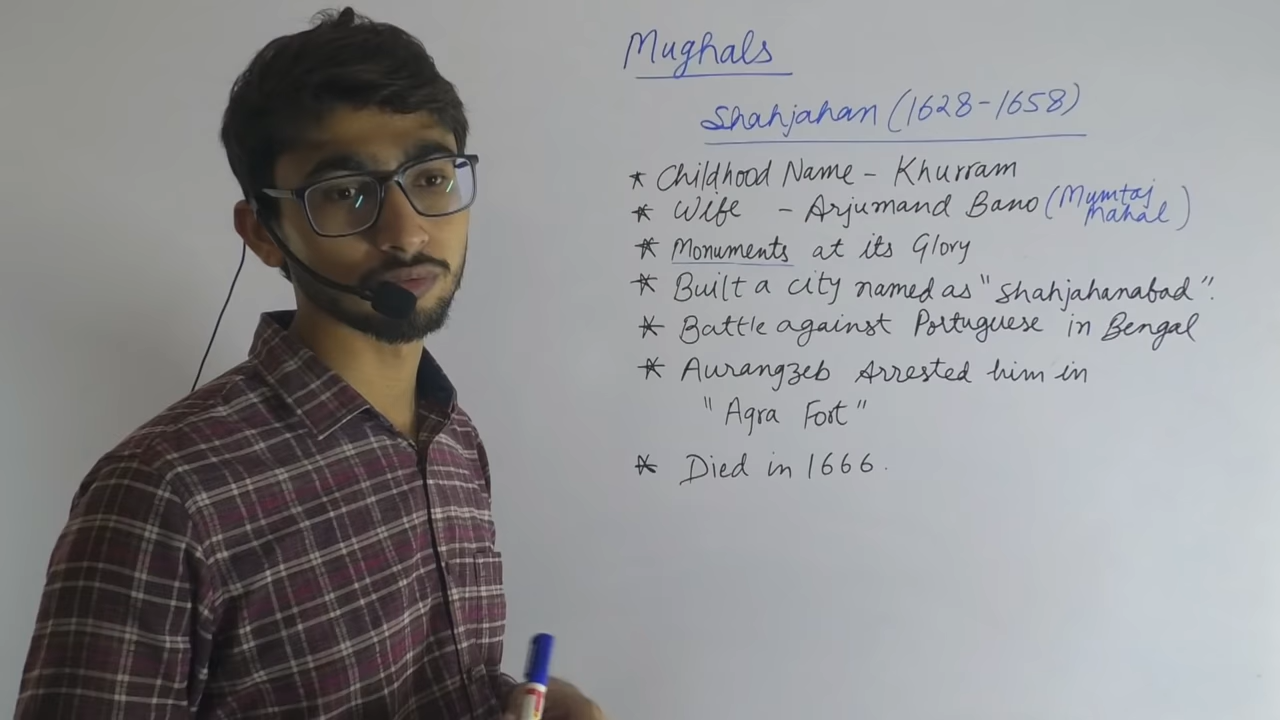 Mughals
Shahjahan (1628-1658)
* Childhood Name - Khurram
* Wife - Arjumand Bano (Mumtaj Mahal)
* Monuments at its Glory
* Built a city named as "Shahjahanabad".
* Battle against Portuguese in Bengal
* Aurangzeb Arrested him in
"Agra Fort"
* Died in 1666.